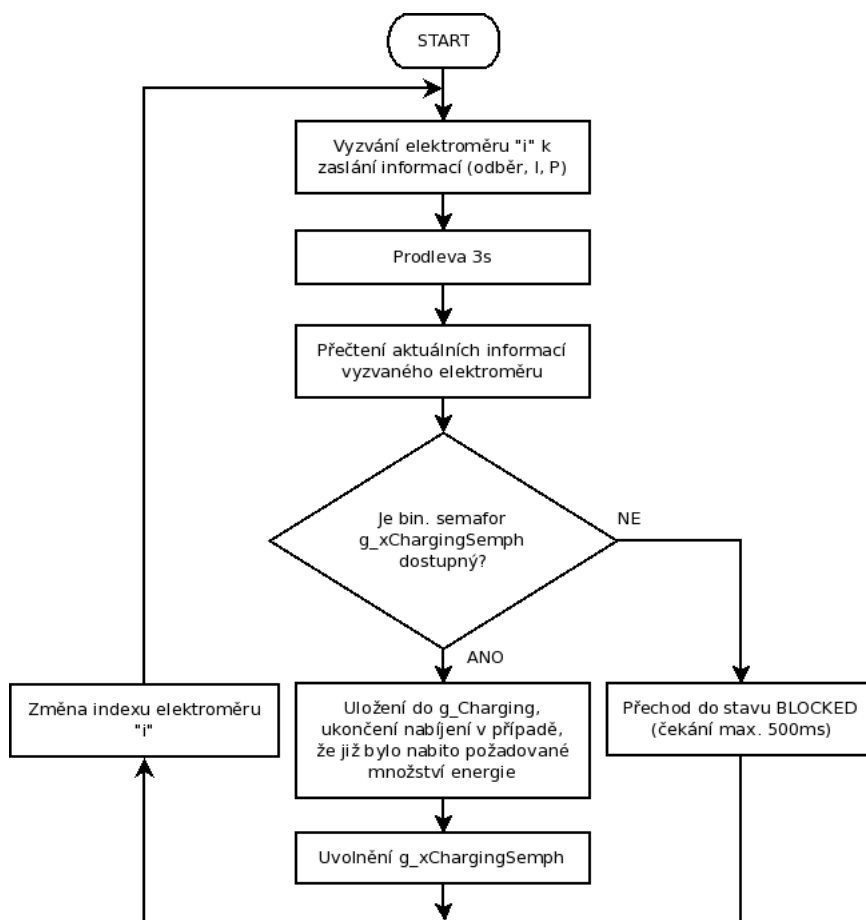 START
Vyzvání elektroměru "i" k
zaslání informací (odběr, I, P)
Prodleva 3s
Přečtení aktuálních informací
vyzvaného elektroměru
Je bin. semafor
g_xChargingSemph
dostupný?
NE
ANO
Změna indexu elektroměru
"i"
Uložení do g_Charging,
ukončení nabíjení v případě,
že již bylo nabito požadované
množství energie
Přechod do stavu BLOCKED
(čekání max. 500ms)
Uvolnění g_xChargingSemph